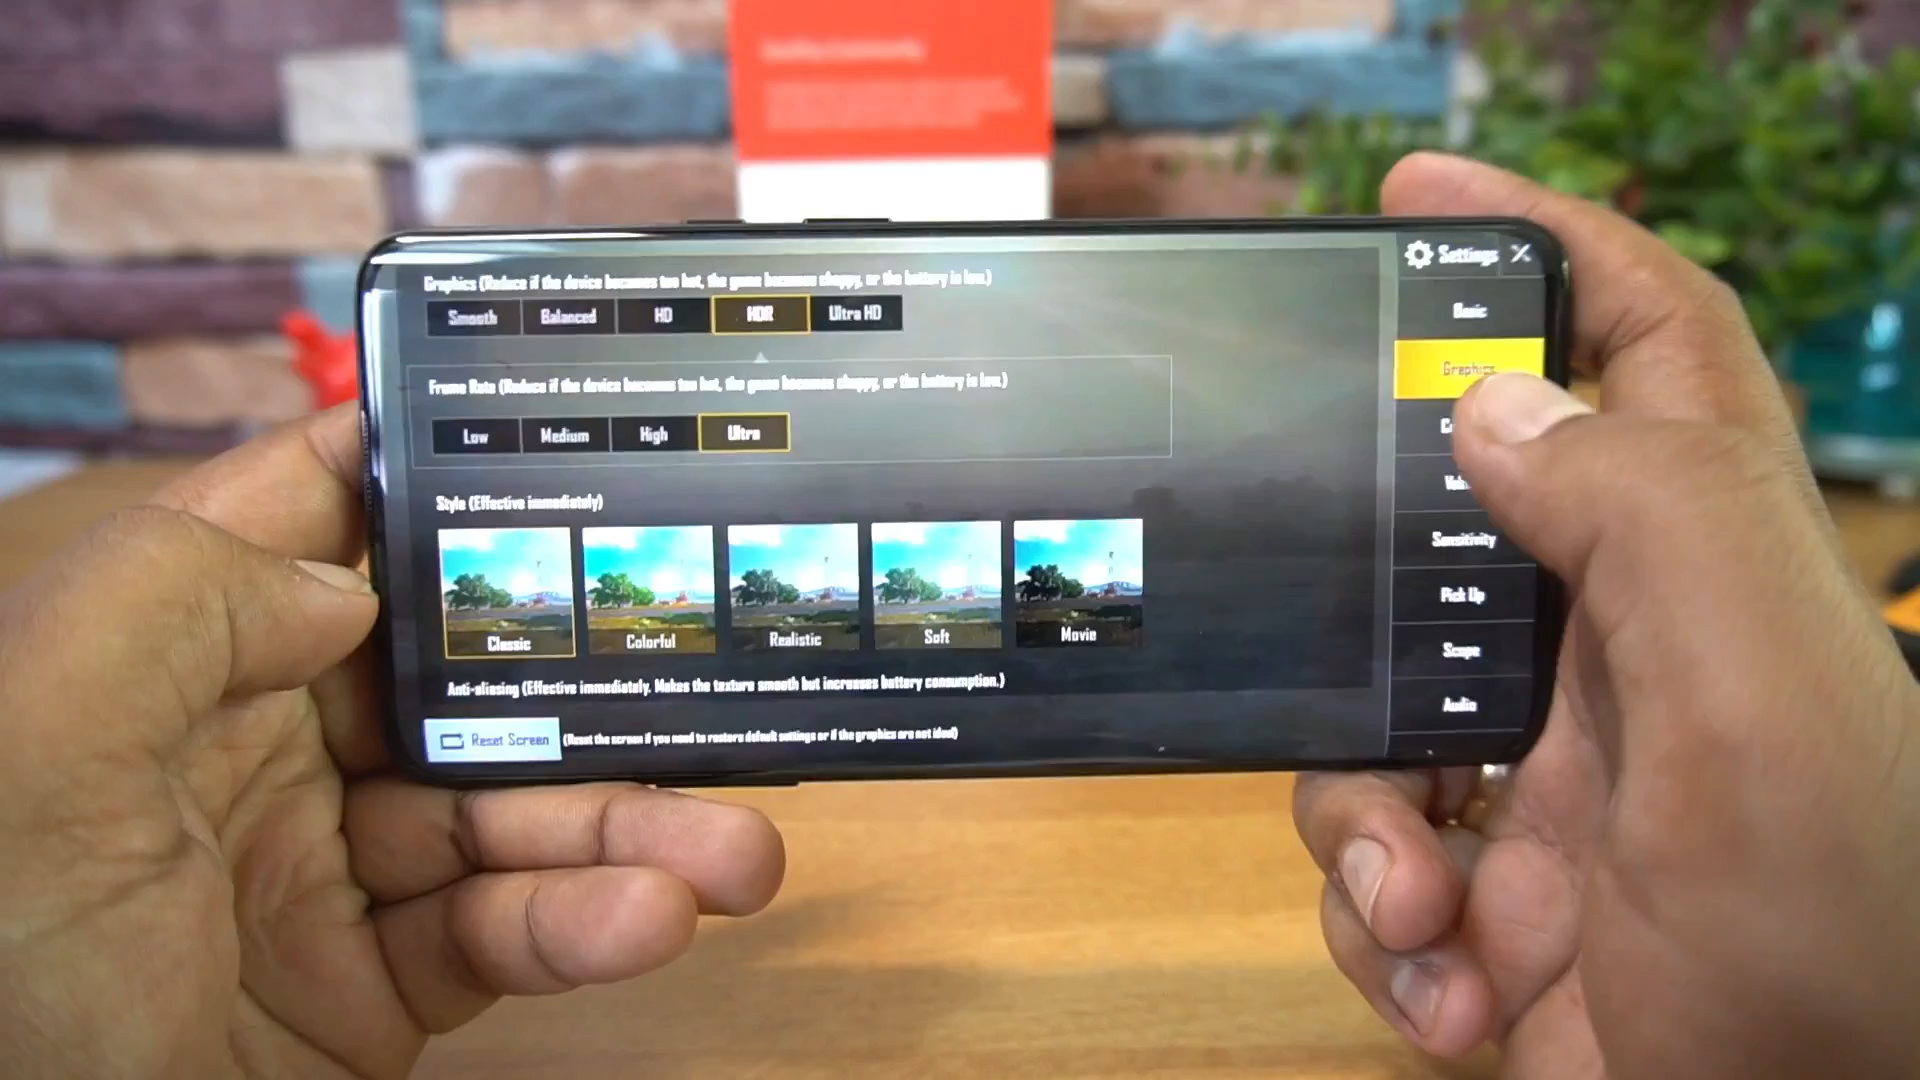 Graphics (Reduce if the device becomes too hot, the game becomes choppy, or the battery is low.)
Smooth Balanced HD HDR Ultra HD
Frame Rate (Reduce if the device becomes too hot, the game becomes choppy, or the battery is low.)
Low Medium High Ultra
Style (Effective immediately)
Classic Colorful Realistic Soft Movie
Anti-aliasing (Effective immediately. Makes the texture smooth but increases battery consumption.)
Reset Screen (Reset the screen if you need to restore default settings or if the graphics are not ideal)
Settings
Basic
Graphics
Sensitivity
Pick Up
Scope
Audio